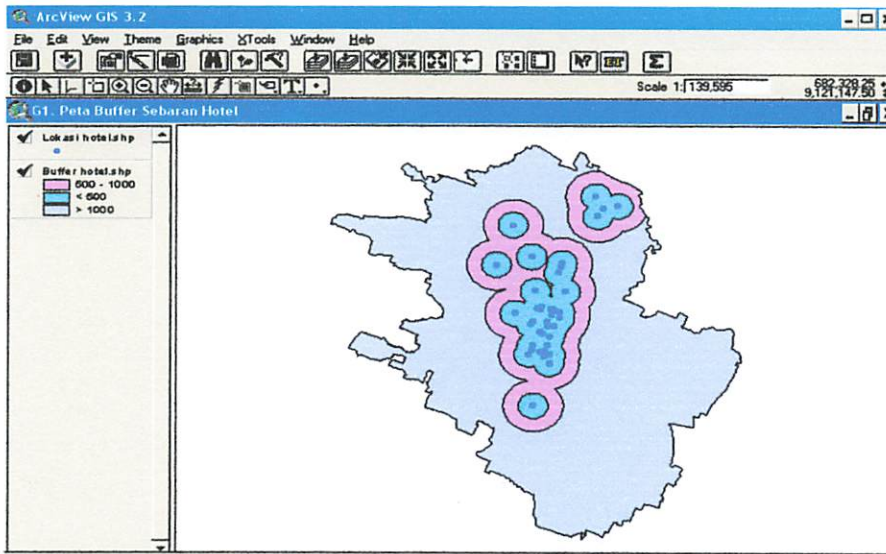 ArcView GIS 3.2
File Edit View Theme Graphics XTools Window Help
Scale 1: 139,595
682,328.25
9,121,147.50
G1. Peta Buffer Sebaran Hotel
Lokasi hotel.shp
Buffer hotel.shp
500 - 1000
< 500
> 1000